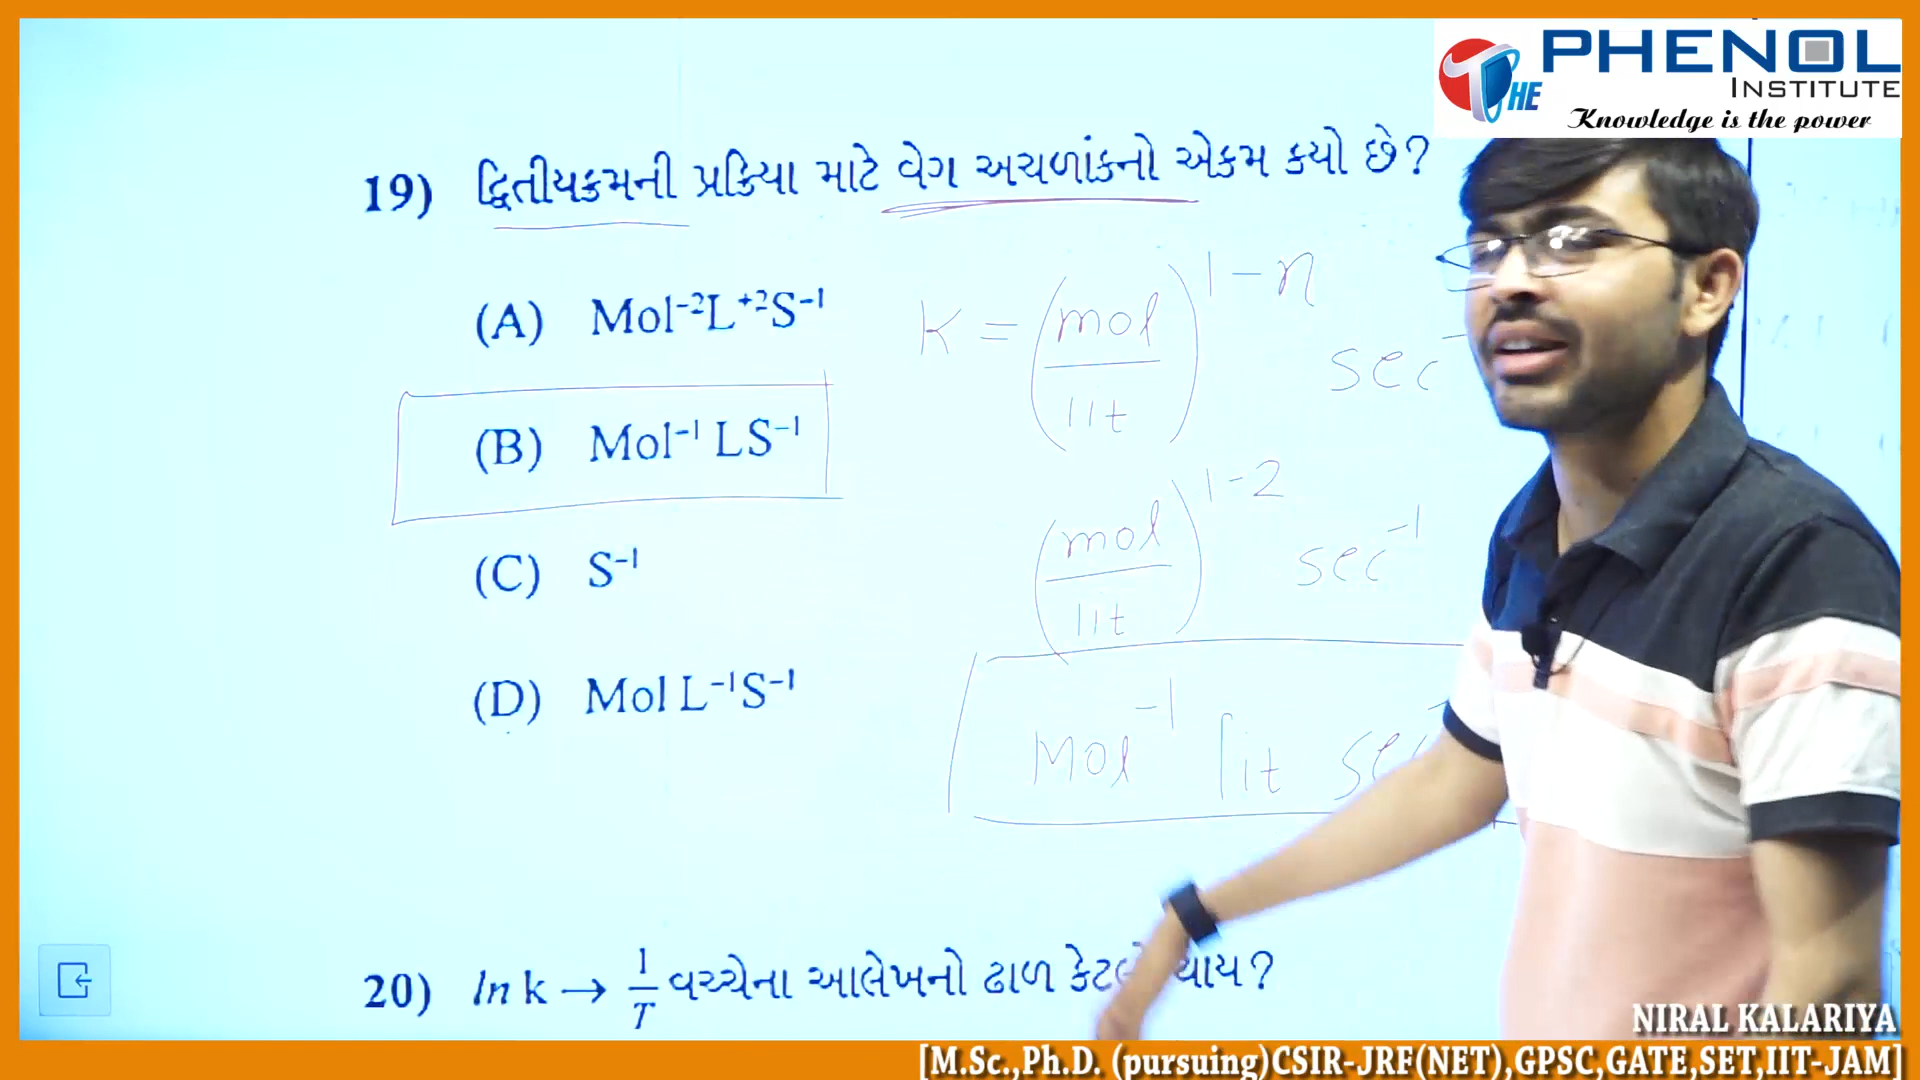 THE PHENOL
INSTITUTE
Knowledge is the power
19) દ્વિતીયક્રમની પ્રક્રિયા માટે વેગ અચળાંકનો એકમ કયો છે?
(A) Mol⁻²L⁺²S⁻¹
K = (mol/lit)^1-n sec⁻
(B) Mol⁻¹ LS⁻¹
(mol/lit)^1-2 sec⁻¹
(C) S⁻¹
(D) Mol L⁻¹S⁻¹
Mol⁻¹ lit sec
20) ln k → 1/T વચ્ચેના આલેખનો ઢાળ
NIRAL KALARIYA
[M.Sc.,Ph.D. (pursuing)CSIR-JRF(NET),GPSC,GATE,SET,IIT-JAM]